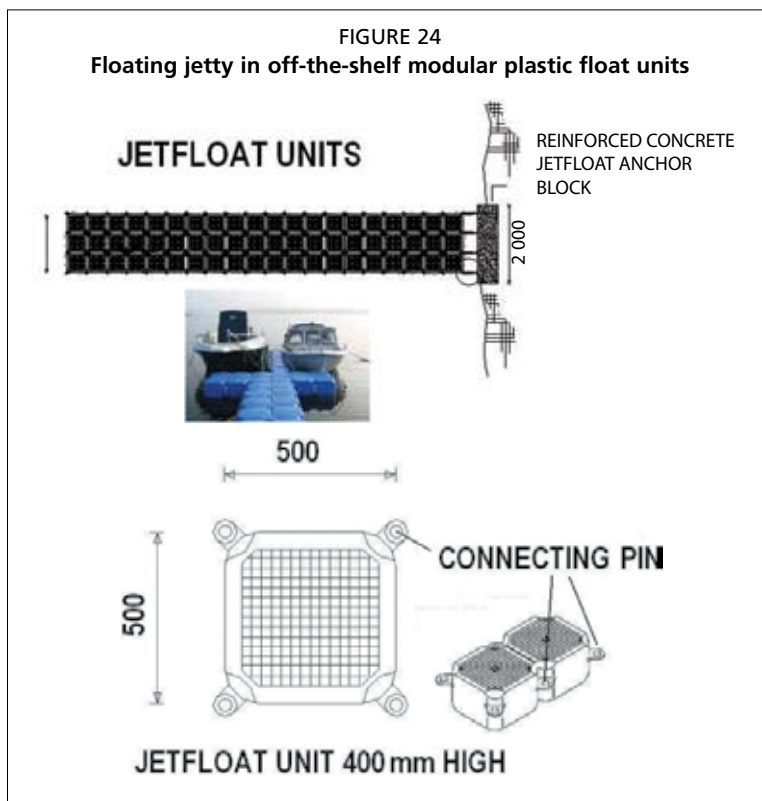 FIGURE 24
Floating jetty in off-the-shelf modular plastic float units
JETFLOAT UNITS
REINFORCED CONCRETE
JETFLOAT ANCHOR
BLOCK
2 000
500
500
CONNECTING PIN
JETFLOAT UNIT 400 mm HIGH